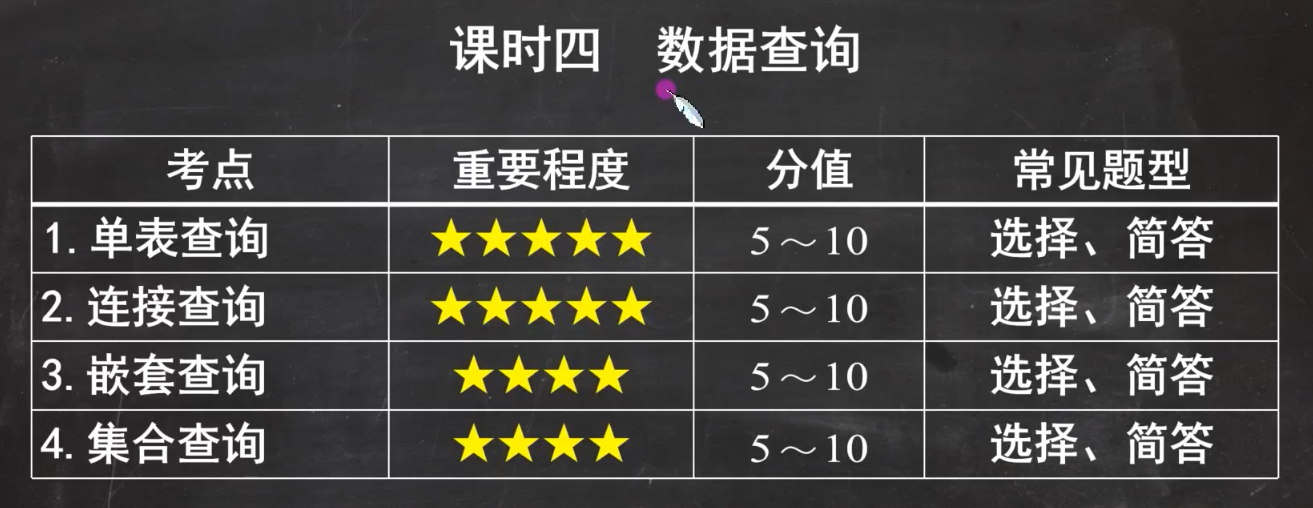 课时四 数据查询
考点 重要程度 分值 常见题型
1.单表查询 ★★★★★ 5～10 选择、简答
2.连接查询 ★★★★★ 5～10 选择、简答
3.嵌套查询 ★★★★ 5～10 选择、简答
4.集合查询 ★★★★ 5～10 选择、简答